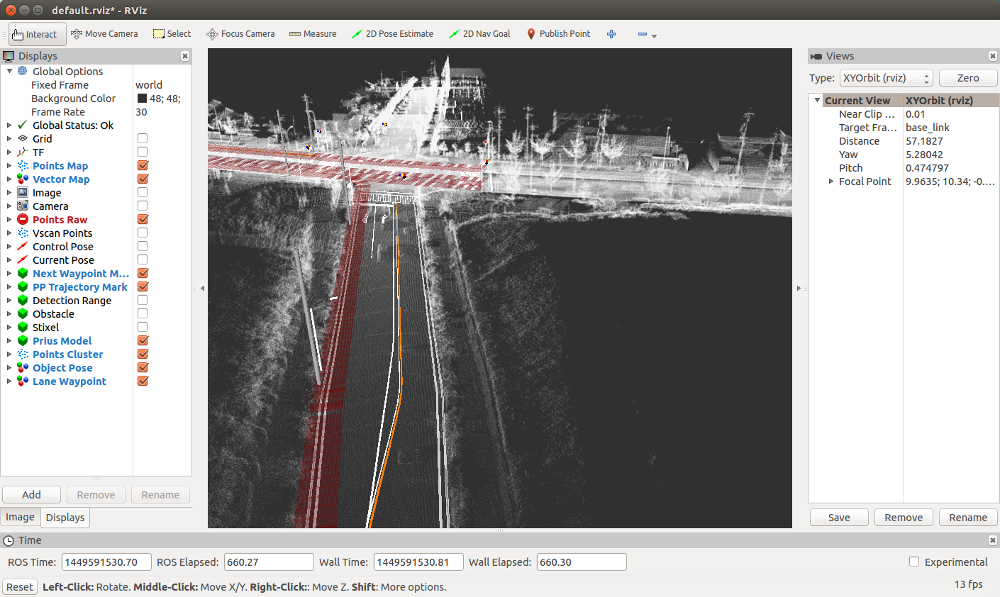 default.rviz* - RViz
Interact Move Camera Select Focus Camera Measure 2D Pose Estimate 2D Nav Goal Publish Point
Displays
Global Options
Fixed Frame world
Background Color 48; 48;
Frame Rate 30
Global Status: Ok
Grid
TF
Points Map
Vector Map
Image
Camera
Points Raw
Vscan Points
Control Pose
Current Pose
Next Waypoint M...
PP Trajectory Mark
Detection Range
Obstacle
Stixel
Prius Model
Points Cluster
Object Pose
Lane Waypoint
Add Remove Rename
Image Displays
Views
Type: XYOrbit (rviz) Zero
Current View XYOrbit (rviz)
Near Clip ... 0.01
Target Fra... base_link
Distance 57.1827
Yaw 5.28042
Pitch 0.474797
Focal Point 9.9635; 10.34; -0....
Save Remove Rename
Time
ROS Time: 1449591530.70 ROS Elapsed: 660.27 Wall Time: 1449591530.81 Wall Elapsed: 660.30 Experimental
Reset Left-Click: Rotate. Middle-Click: Move X/Y. Right-Click:: Move Z. Shift: More options. 13 fps